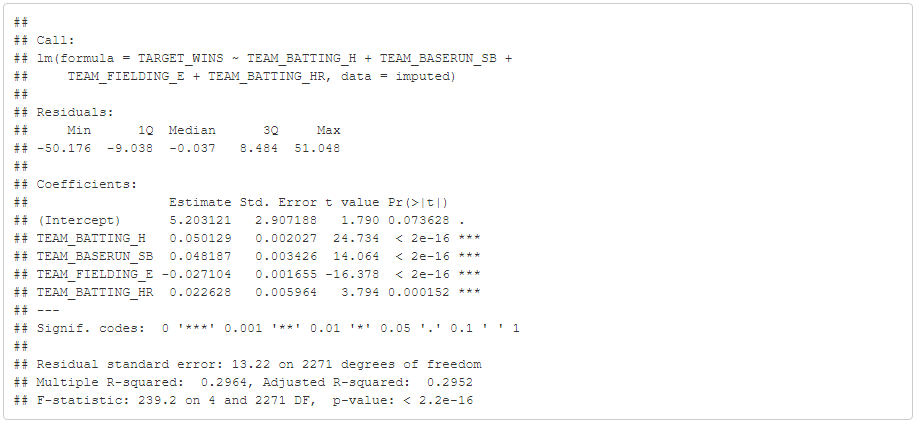 ##
## Call:
## lm(formula = TARGET_WINS ~ TEAM_BATTING_H + TEAM_BASERUN_SB +
##     TEAM_FIELDING_E + TEAM_BATTING_HR, data = imputed)
##
## Residuals:
##     Min      1Q  Median      3Q     Max
## -50.176  -9.038  -0.037   8.484  51.048
##
## Coefficients:
##                  Estimate Std. Error t value Pr(>|t|)
## (Intercept)      5.203121   2.907188   1.790 0.073628 .
## TEAM_BATTING_H   0.050129   0.002027  24.734  < 2e-16 ***
## TEAM_BASERUN_SB  0.048187   0.003426  14.064  < 2e-16 ***
## TEAM_FIELDING_E -0.027104   0.001655 -16.378  < 2e-16 ***
## TEAM_BATTING_HR  0.022628   0.005964   3.794 0.000152 ***
## ---
## Signif. codes:  0 '***' 0.001 '**' 0.01 '*' 0.05 '.' 0.1 ' ' 1
##
## Residual standard error: 13.22 on 2271 degrees of freedom
## Multiple R-squared:  0.2964, Adjusted R-squared:  0.2952
## F-statistic: 239.2 on 4 and 2271 DF,  p-value: < 2.2e-16